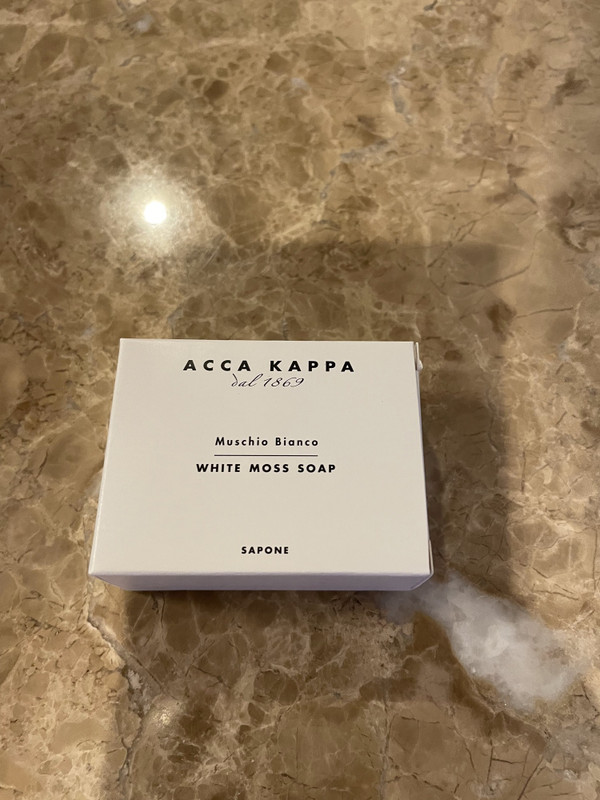 ACCA KAPPA
dal 1869
Muschio Bianco
WHITE MOSS SOAP
SAPONE